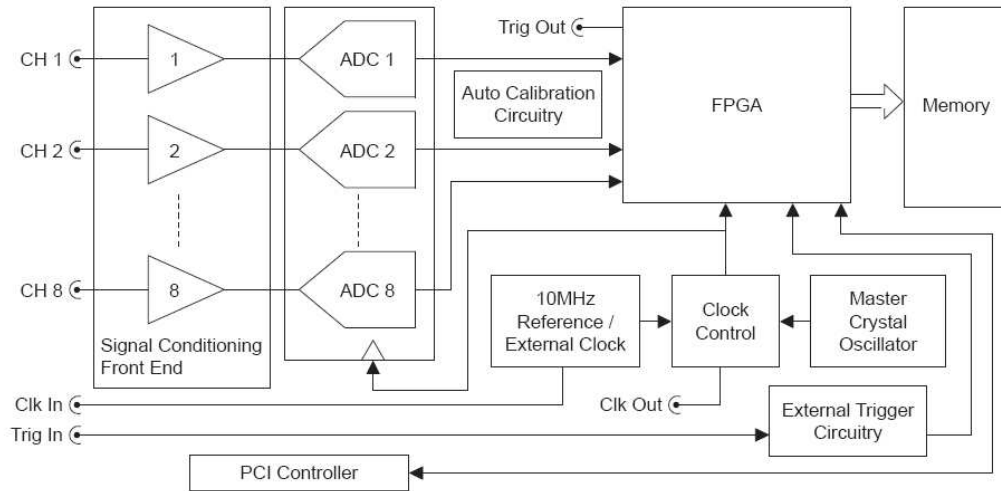 Trig Out
CH 1
1
ADC 1
Auto Calibration
Circuitry
FPGA
Memory
CH 2
2
ADC 2
CH 8
8
ADC 8
10MHz
Reference /
External Clock
Clock
Control
Master
Crystal
Oscillator
Signal Conditioning
Front End
Clk In
Clk Out
External Trigger
Circuitry
Trig In
PCI Controller